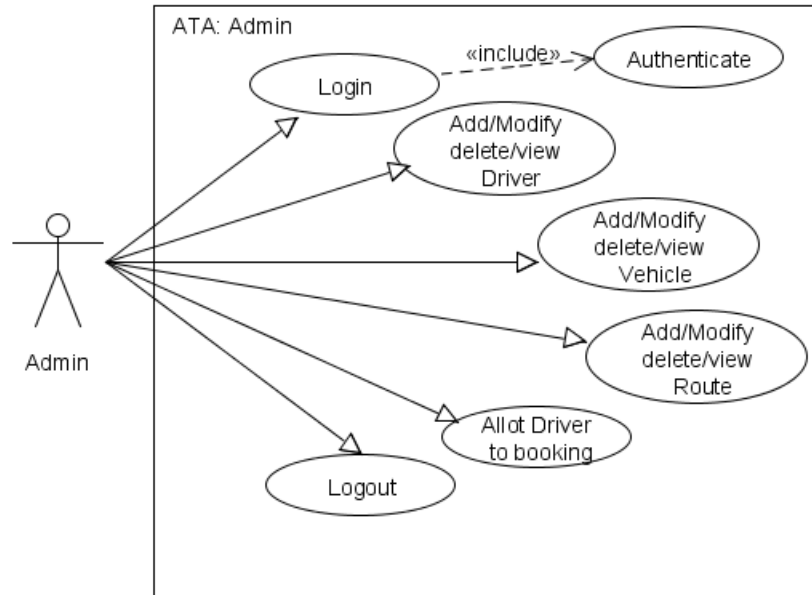 ATA: Admin
«include»
Authenticate
Login
Add/Modify
delete/view
Driver
Add/Modify
delete/view
Vehicle
Admin
Add/Modify
delete/view
Route
Allot Driver
to booking
Logout